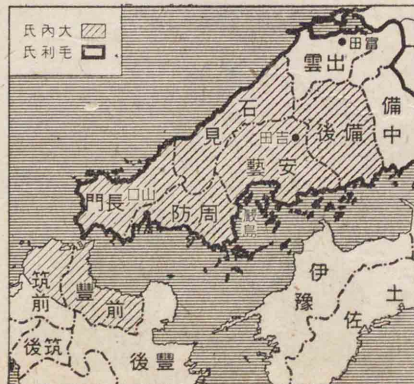 氏內大
氏利毛
富田
雲出
備中
石見
吉田
後備
藝安
門長
山口
防周
嚴島
筑前
豐前
伊豫
土佐
後筑
後豐